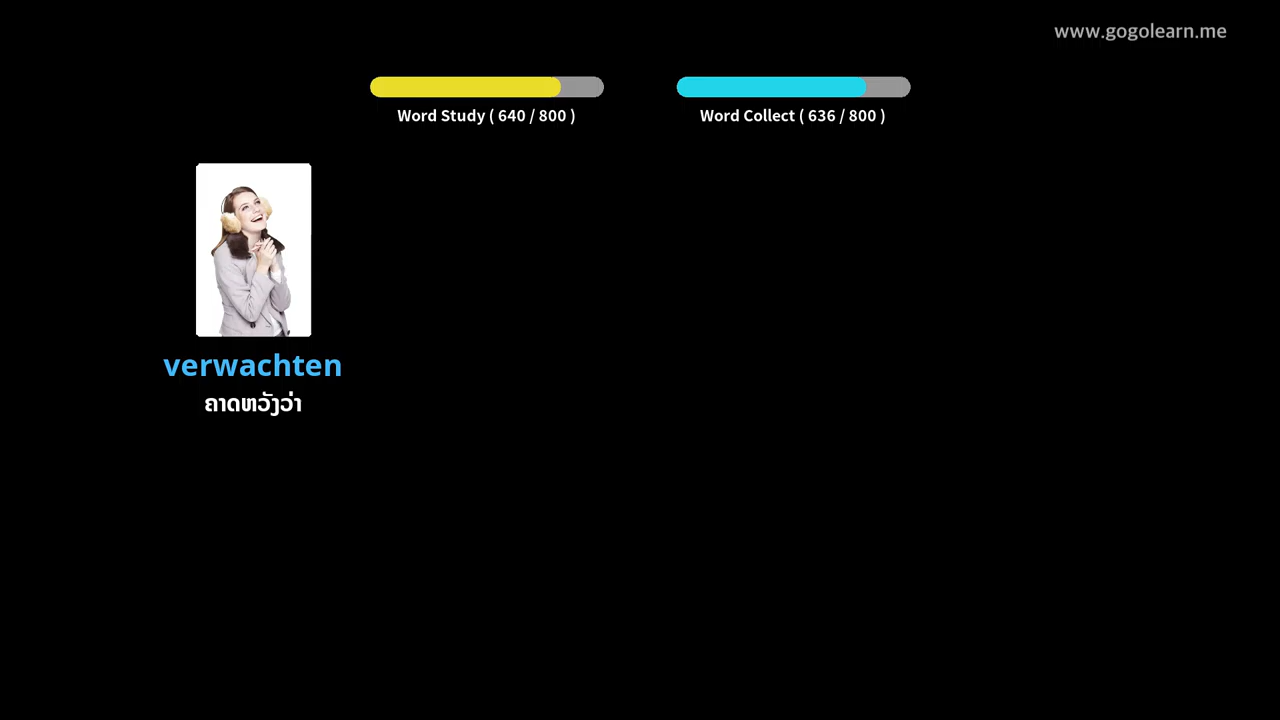 www.gogolearn.me
Word Study ( 640 / 800 )
Word Collect ( 636 / 800 )
verwachten
ຄາດຫວັງວ່າ